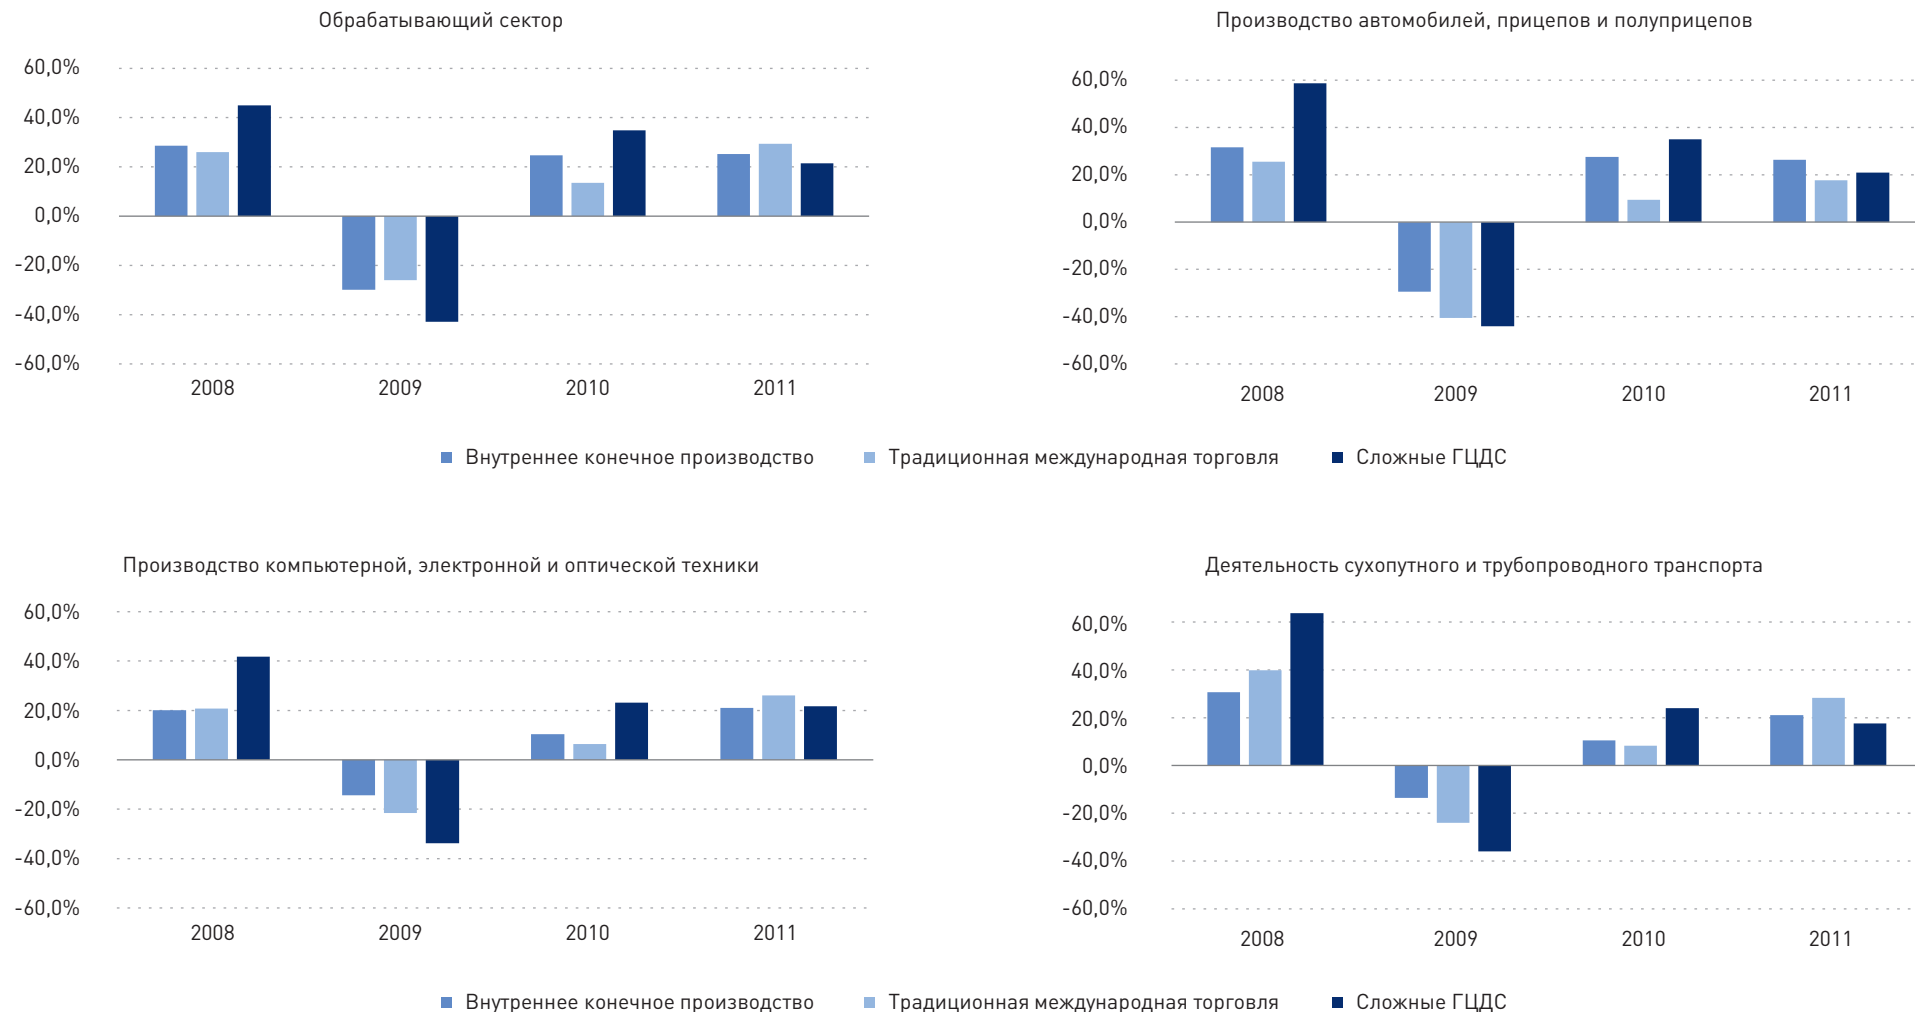 Обрабатывающий сектор
60,0%
40,0%
20,0%
0,0%
-20,0%
-40,0%
-60,0%
2008 2009 2010 2011
Производство автомобилей, прицепов и полуприцепов
60,0%
40,0%
20,0%
0,0%
-20,0%
-40,0%
-60,0%
2008 2009 2010 2011
Внутреннее конечное производство Традиционная международная торговля Сложные ГЦДС
Производство компьютерной, электронной и оптической техники
60,0%
40,0%
20,0%
0,0%
-20,0%
-40,0%
-60,0%
2008 2009 2010 2011
Деятельность сухопутного и трубопроводного транспорта
60,0%
40,0%
20,0%
0,0%
-20,0%
-40,0%
-60,0%
2008 2009 2010 2011
Внутреннее конечное производство Традиционная международная торговля Сложные ГЦДС